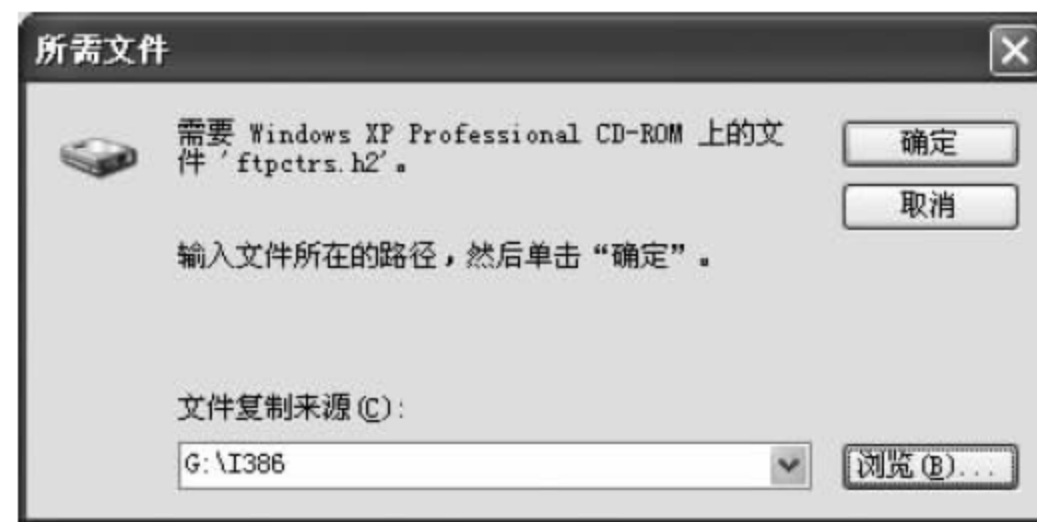 所需文件
需要 Windows XP Professional CD-ROM 上的文
件 'ftpctrs.h2'。
确定
取消
输入文件所在的路径，然后单击“确定”。
文件复制来源(C):
G:\I386
浏览(B)...